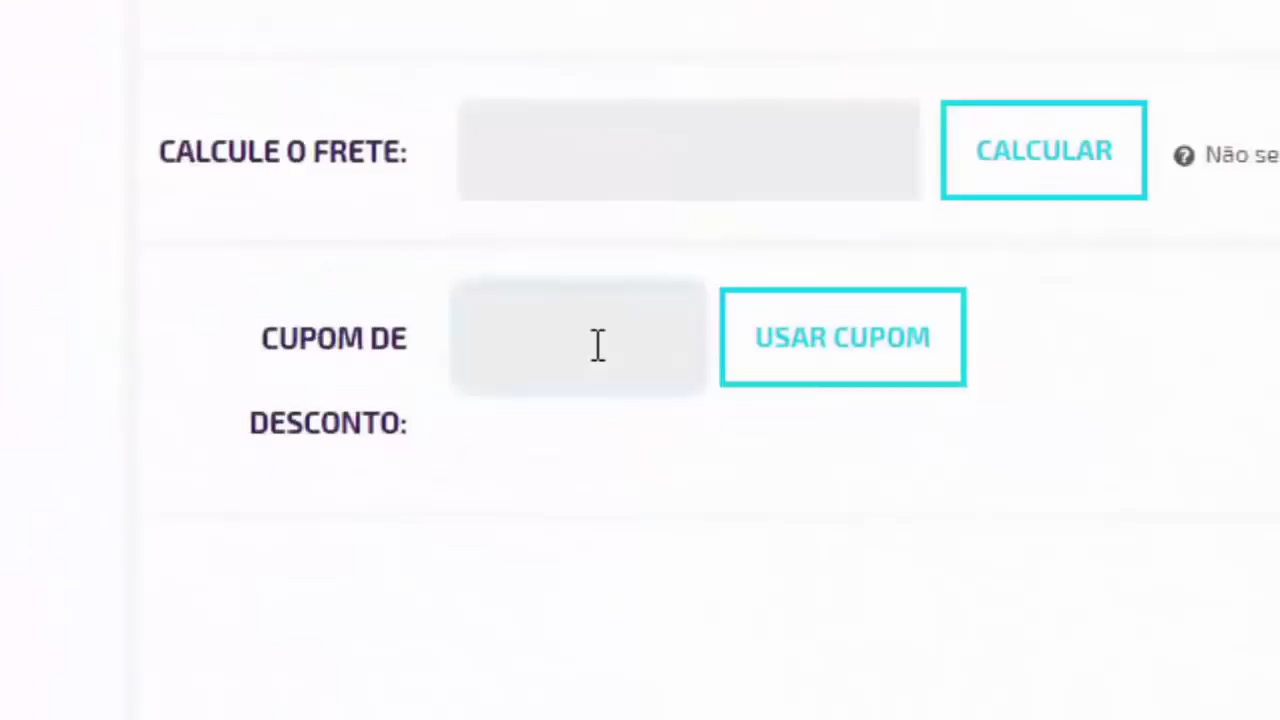 CALCULE O FRETE:
CALCULAR
Não se
CUPOM DE
USAR CUPOM
DESCONTO: